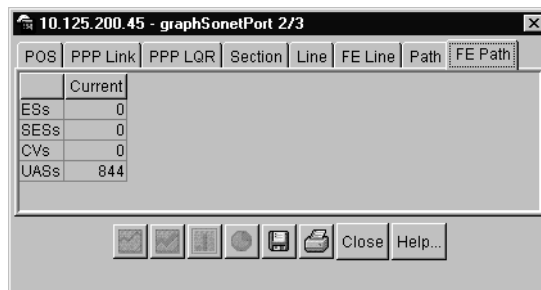 10.125.200.45 - graphSonetPort 2/3
POS PPP Link PPP LQR Section Line FE Line Path FE Path
Current
ESs 0
SESs 0
CVs 0
UASs 844
Close Help...